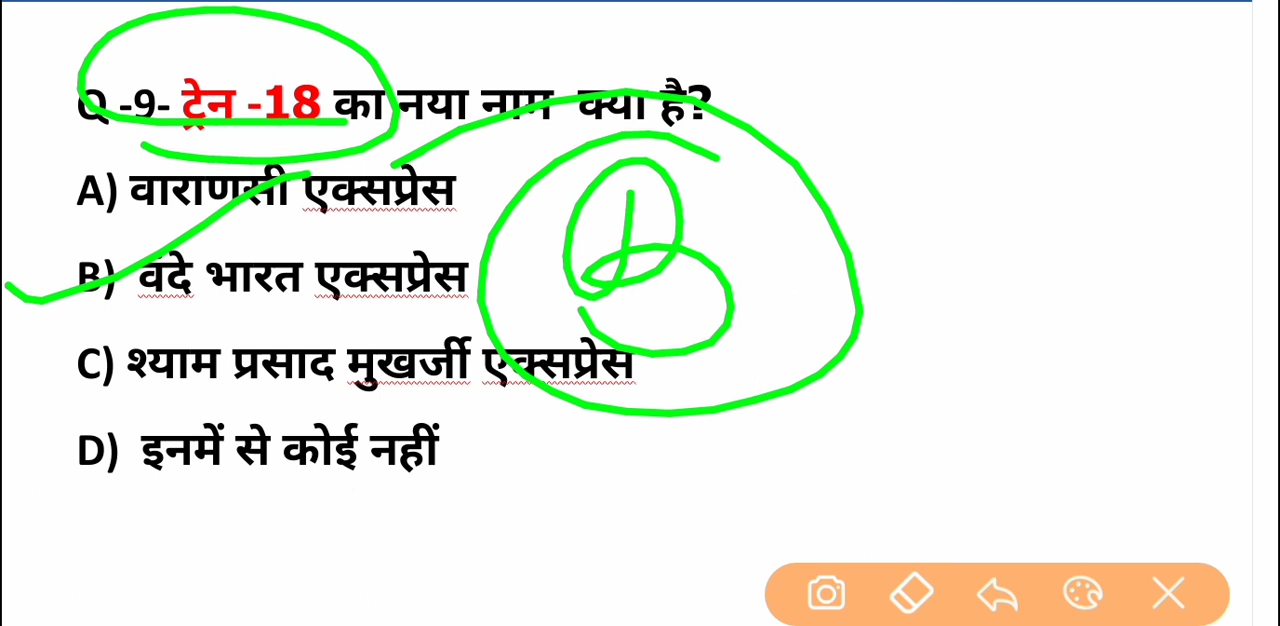 Q -9- ट्रेन -18 का नया नाम क्या है?
A) वाराणसी एक्सप्रेस
B) वंदे भारत एक्सप्रेस
C) श्याम प्रसाद मुखर्जी एक्सप्रेस
D) इनमें से कोई नहीं
B